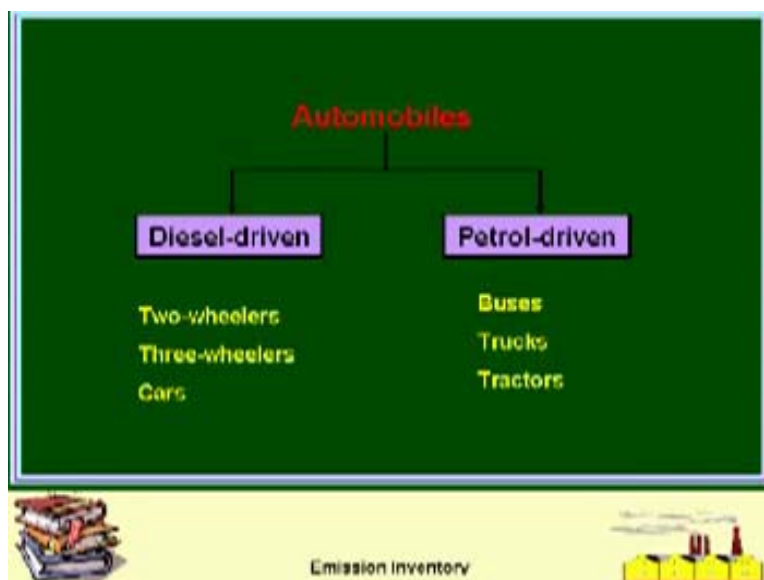 Automobiles
Diesel-driven
Petrol-driven
Two-wheelers
Three-wheelers
Cars
Buses
Trucks
Tractors
Emission Inventory